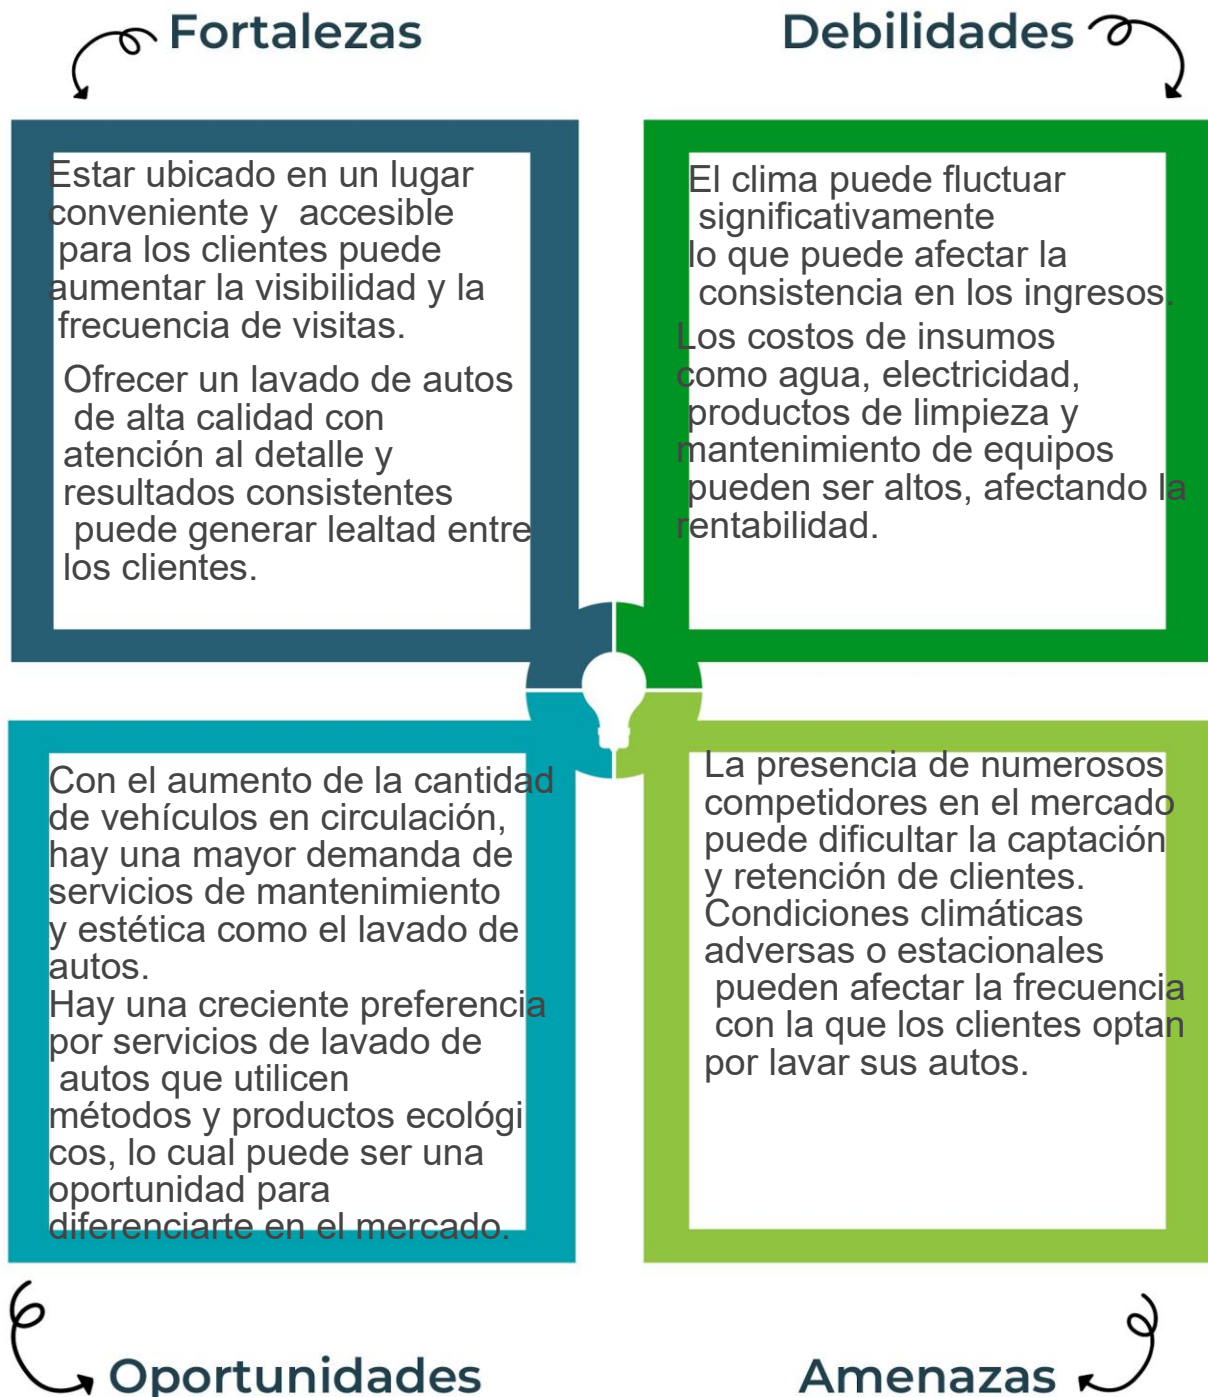 Fortalezas
Estar ubicado en un lugar
conveniente y accesible
para los clientes puede
aumentar la visibilidad y la
frecuencia de visitas.
Ofrecer un lavado de autos
de alta calidad con
atención al detalle y
resultados consistentes
puede generar lealtad entre
los clientes.
Debilidades
El clima puede fluctuar
significativamente
lo que puede afectar la
consistencia en los ingresos.
Los costos de insumos
como agua, electricidad,
productos de limpieza y
mantenimiento de equipos
pueden ser altos, afectando la
rentabilidad.
Con el aumento de la cantidad
de vehículos en circulación,
hay una mayor demanda de
servicios de mantenimiento
y estética como el lavado de
autos.
Hay una creciente preferencia
por servicios de lavado de
autos que utilicen
métodos y productos ecológi
cos, lo cual puede ser una
oportunidad para
diferenciarte en el mercado.
Oportunidades
La presencia de numerosos
competidores en el mercado
puede dificultar la captación
y retención de clientes.
Condiciones climáticas
adversas o estacionales
pueden afectar la frecuencia
con la que los clientes optan
por lavar sus autos.
Amenazas